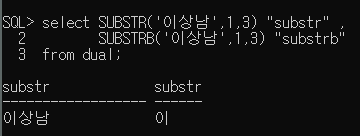 SQL> select SUBSTR('이상남',1,3) "substr" ,
2 SUBSTRB('이상남',1,3) "substrb"
3 from dual;
substr substr
------------------ ------
이상남 이